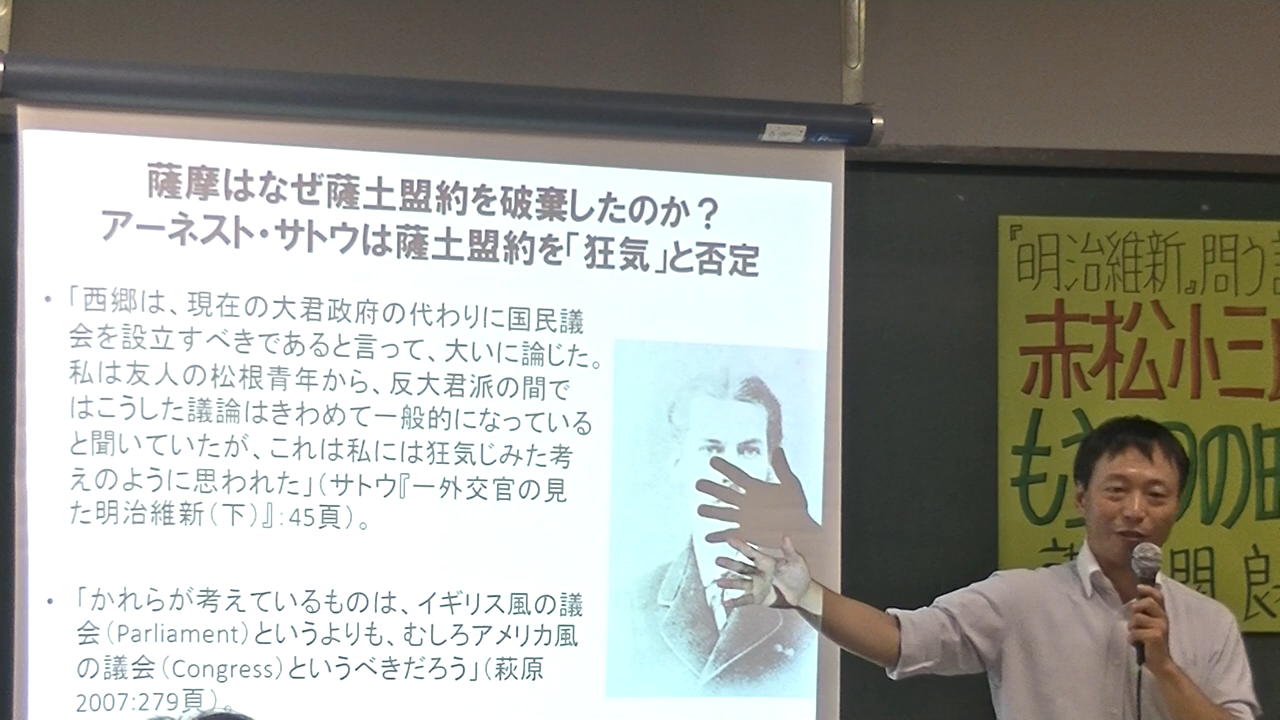 薩摩はなぜ薩土盟約を破棄したのか？
アーネスト・サトウは薩土盟約を「狂気」と否定
・「西郷は、現在の大君政府の代わりに国民議
会を設立すべきであると言って、大いに論じた。
私は友人の松根青年から、反大君派の間で
はこうした議論はきわめて一般的になっている
と聞いていたが、これは私には狂気じみた考
えのように思われた」（サトウ『一外交官の見
た明治維新（下）』：45頁）。
・「かれらが考えているものは、イギリス風の議
会（Parliament）というよりも、むしろアメリカ風
の議会（Congress）というべきだろう」（萩原
2007:279頁）。
『明治維新』問う
赤松小三
もう つの
関 良